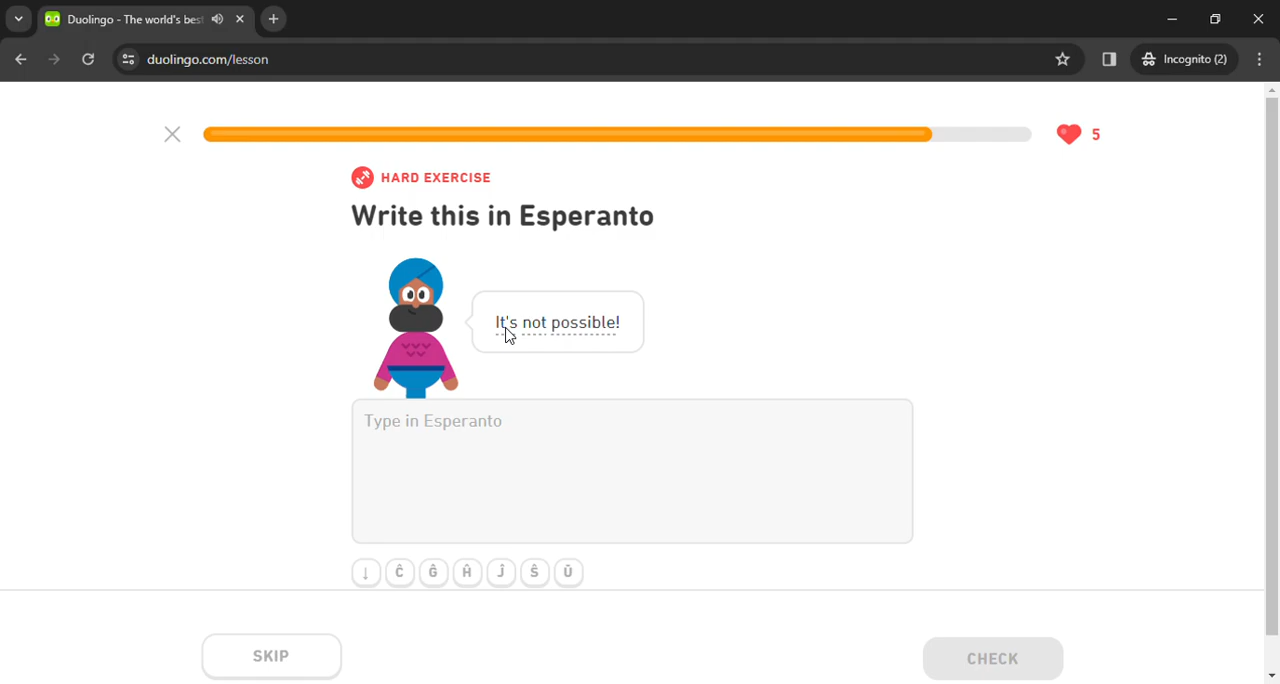 Duolingo - The world's bes
duolingo.com/lesson
Incognito (2)
5
HARD EXERCISE
Write this in Esperanto
It's not possible!
Type in Esperanto
↓ Ĉ Ĝ Ĥ Ĵ Ŝ Ŭ
SKIP
CHECK